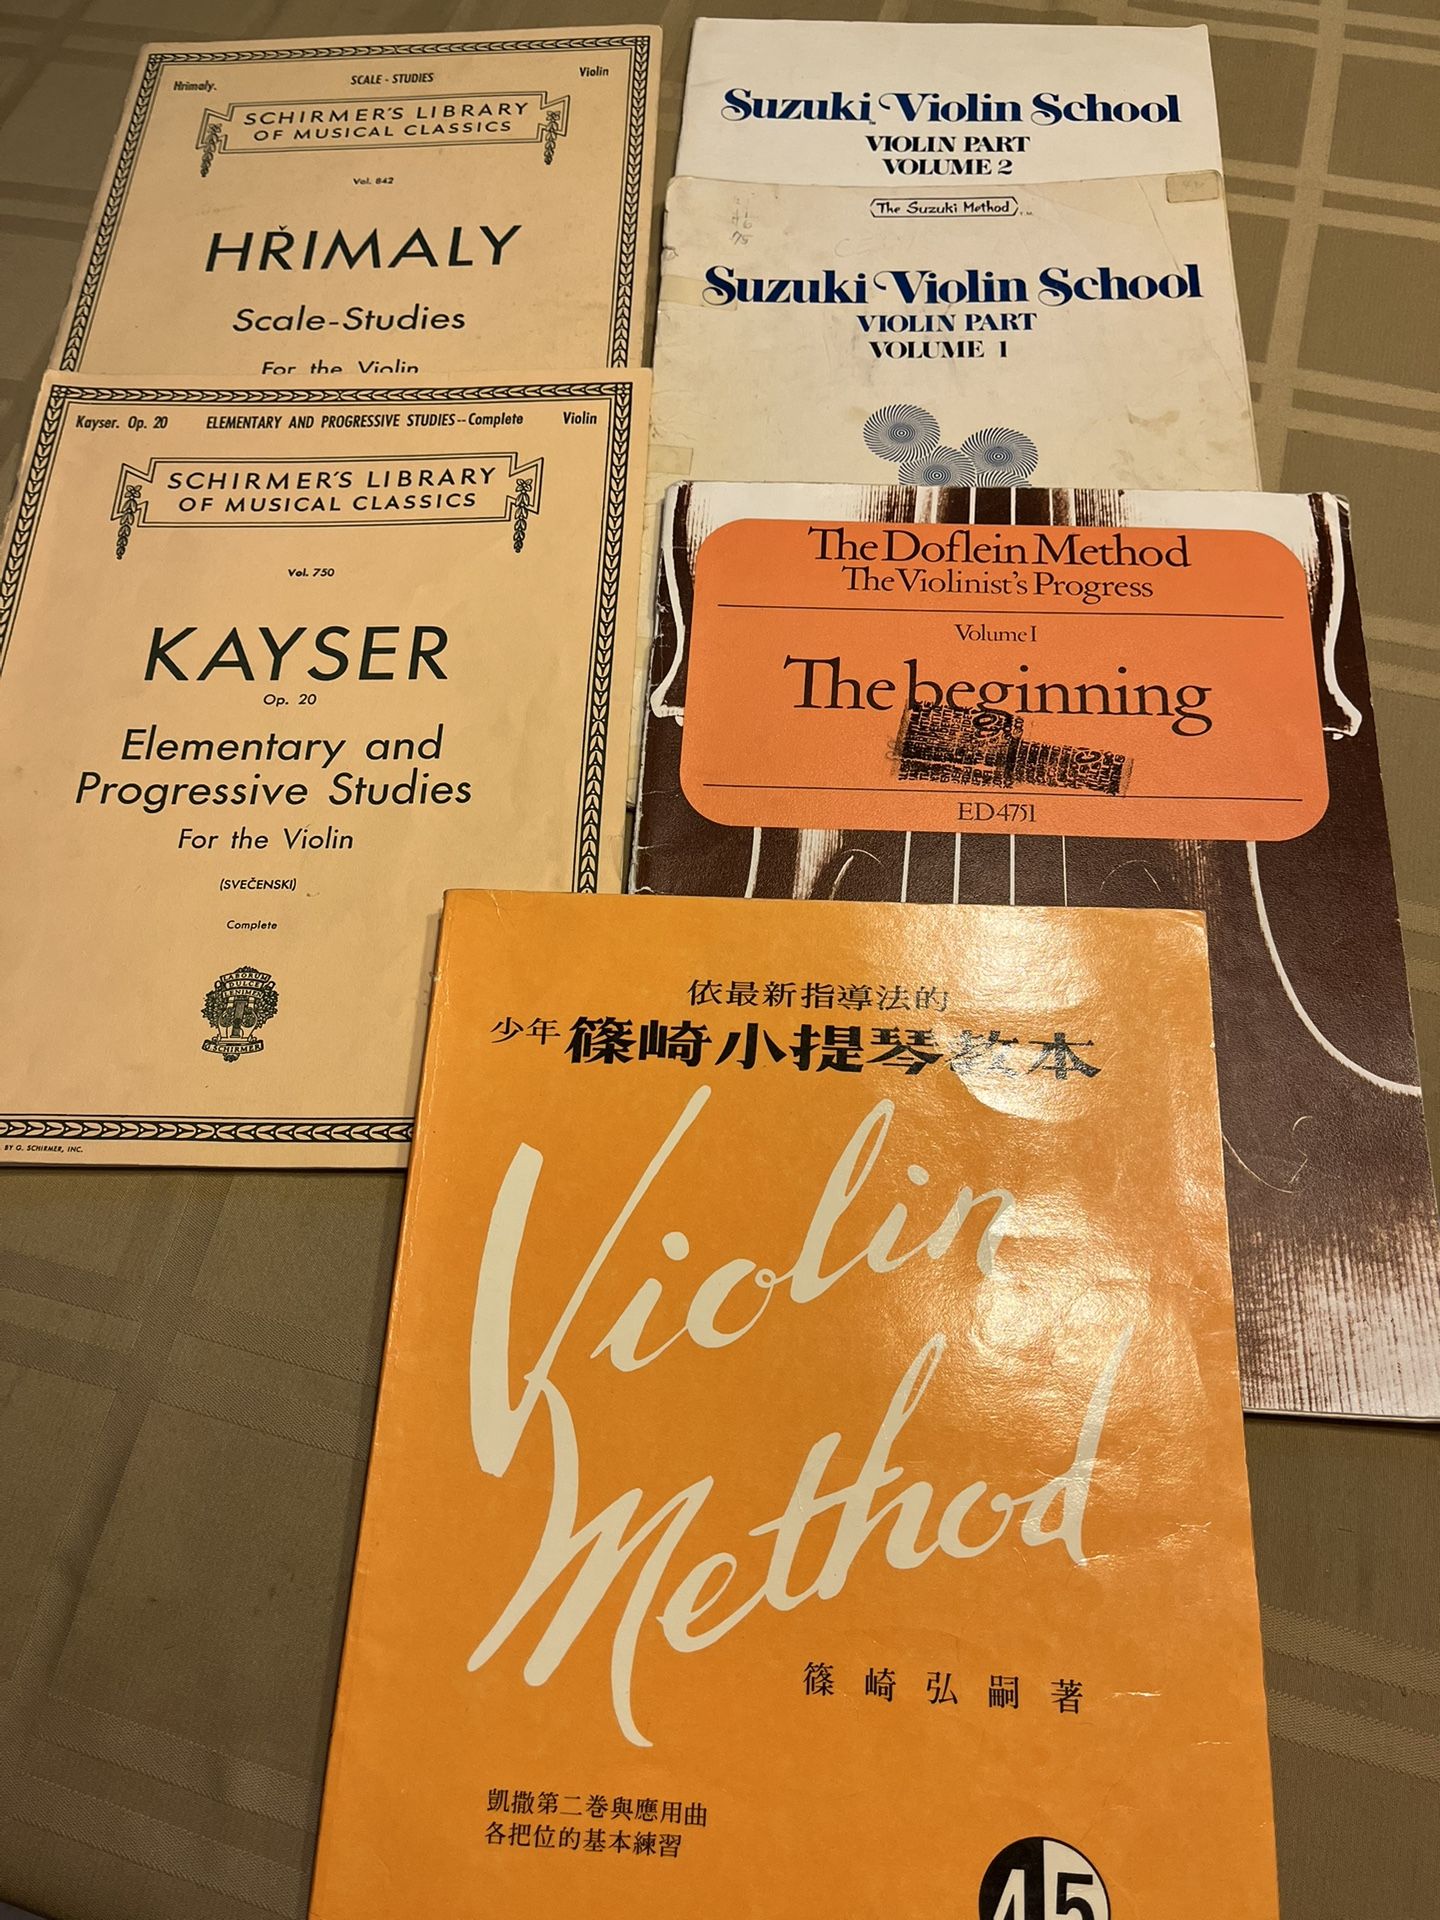 Hřimaly.
SCALE - STUDIES
Violin
SCHIRMER'S LIBRARY
OF MUSICAL CLASSICS
Vol. 842
HŘIMALY
Scale-Studies
For the Violin
Suzuki Violin School
VIOLIN PART
VOLUME 2
The Suzuki Method T.M.
Suzuki Violin School
VIOLIN PART
VOLUME 1
Kayser. Op. 20
ELEMENTARY AND PROGRESSIVE STUDIES--Complete
Violin
SCHIRMER'S LIBRARY
OF MUSICAL CLASSICS
Vol. 750
KAYSER
Op. 20
Elementary and
Progressive Studies
For the Violin
(SVEČENSKI)
Complete
LABORUM
DULCE
LENIMEN
G. SCHIRMER
BY G. SCHIRMER, INC.
The Doflein Method
The Violinist's Progress
Volume I
The beginning
ED 4751
依最新指導法的
少年 篠崎小提琴教本
Violin
Method
篠崎弘嗣著
凱撒第二巻與應用曲
各把位的基本練習
45